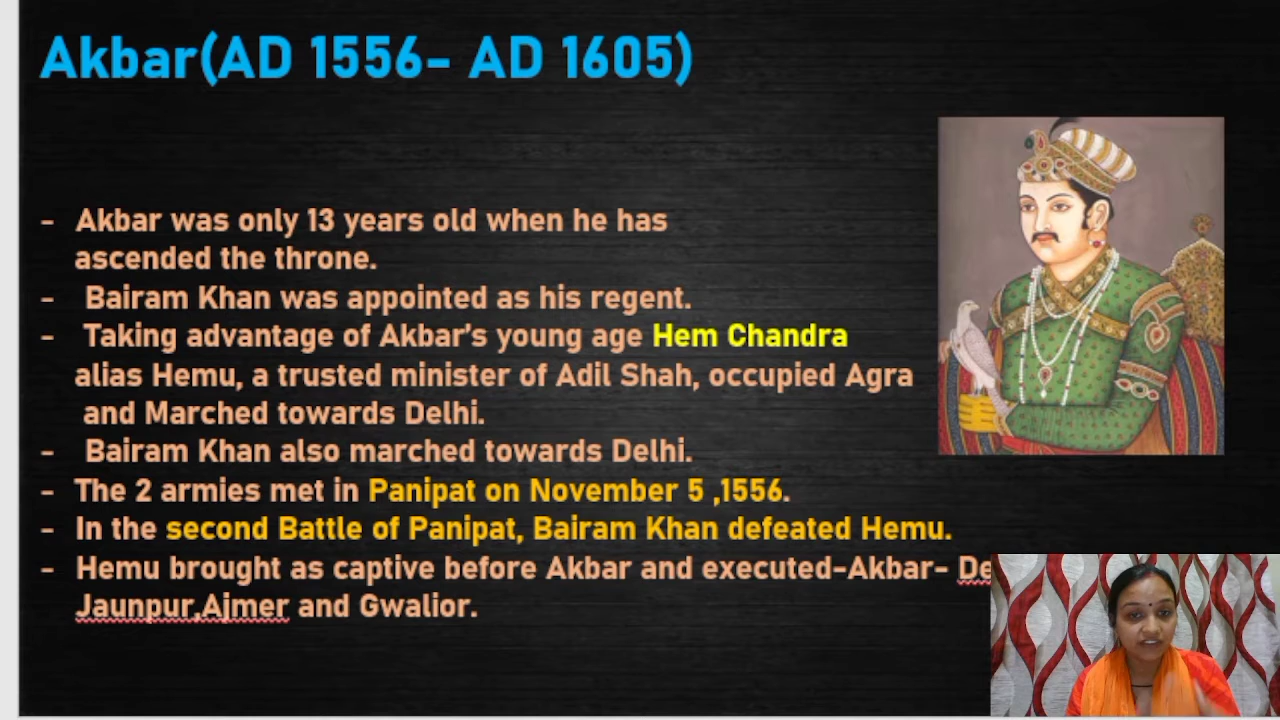 Akbar(AD 1556- AD 1605)
- Akbar was only 13 years old when he has
ascended the throne.
- Bairam Khan was appointed as his regent.
- Taking advantage of Akbar's young age Hem Chandra
alias Hemu, a trusted minister of Adil Shah, occupied Agra
and Marched towards Delhi.
- Bairam Khan also marched towards Delhi.
- The 2 armies met in Panipat on November 5 ,1556.
- In the second Battle of Panipat, Bairam Khan defeated Hemu.
- Hemu brought as captive before Akbar and executed-Akbar-
Jaunpur,Ajmer and Gwalior.